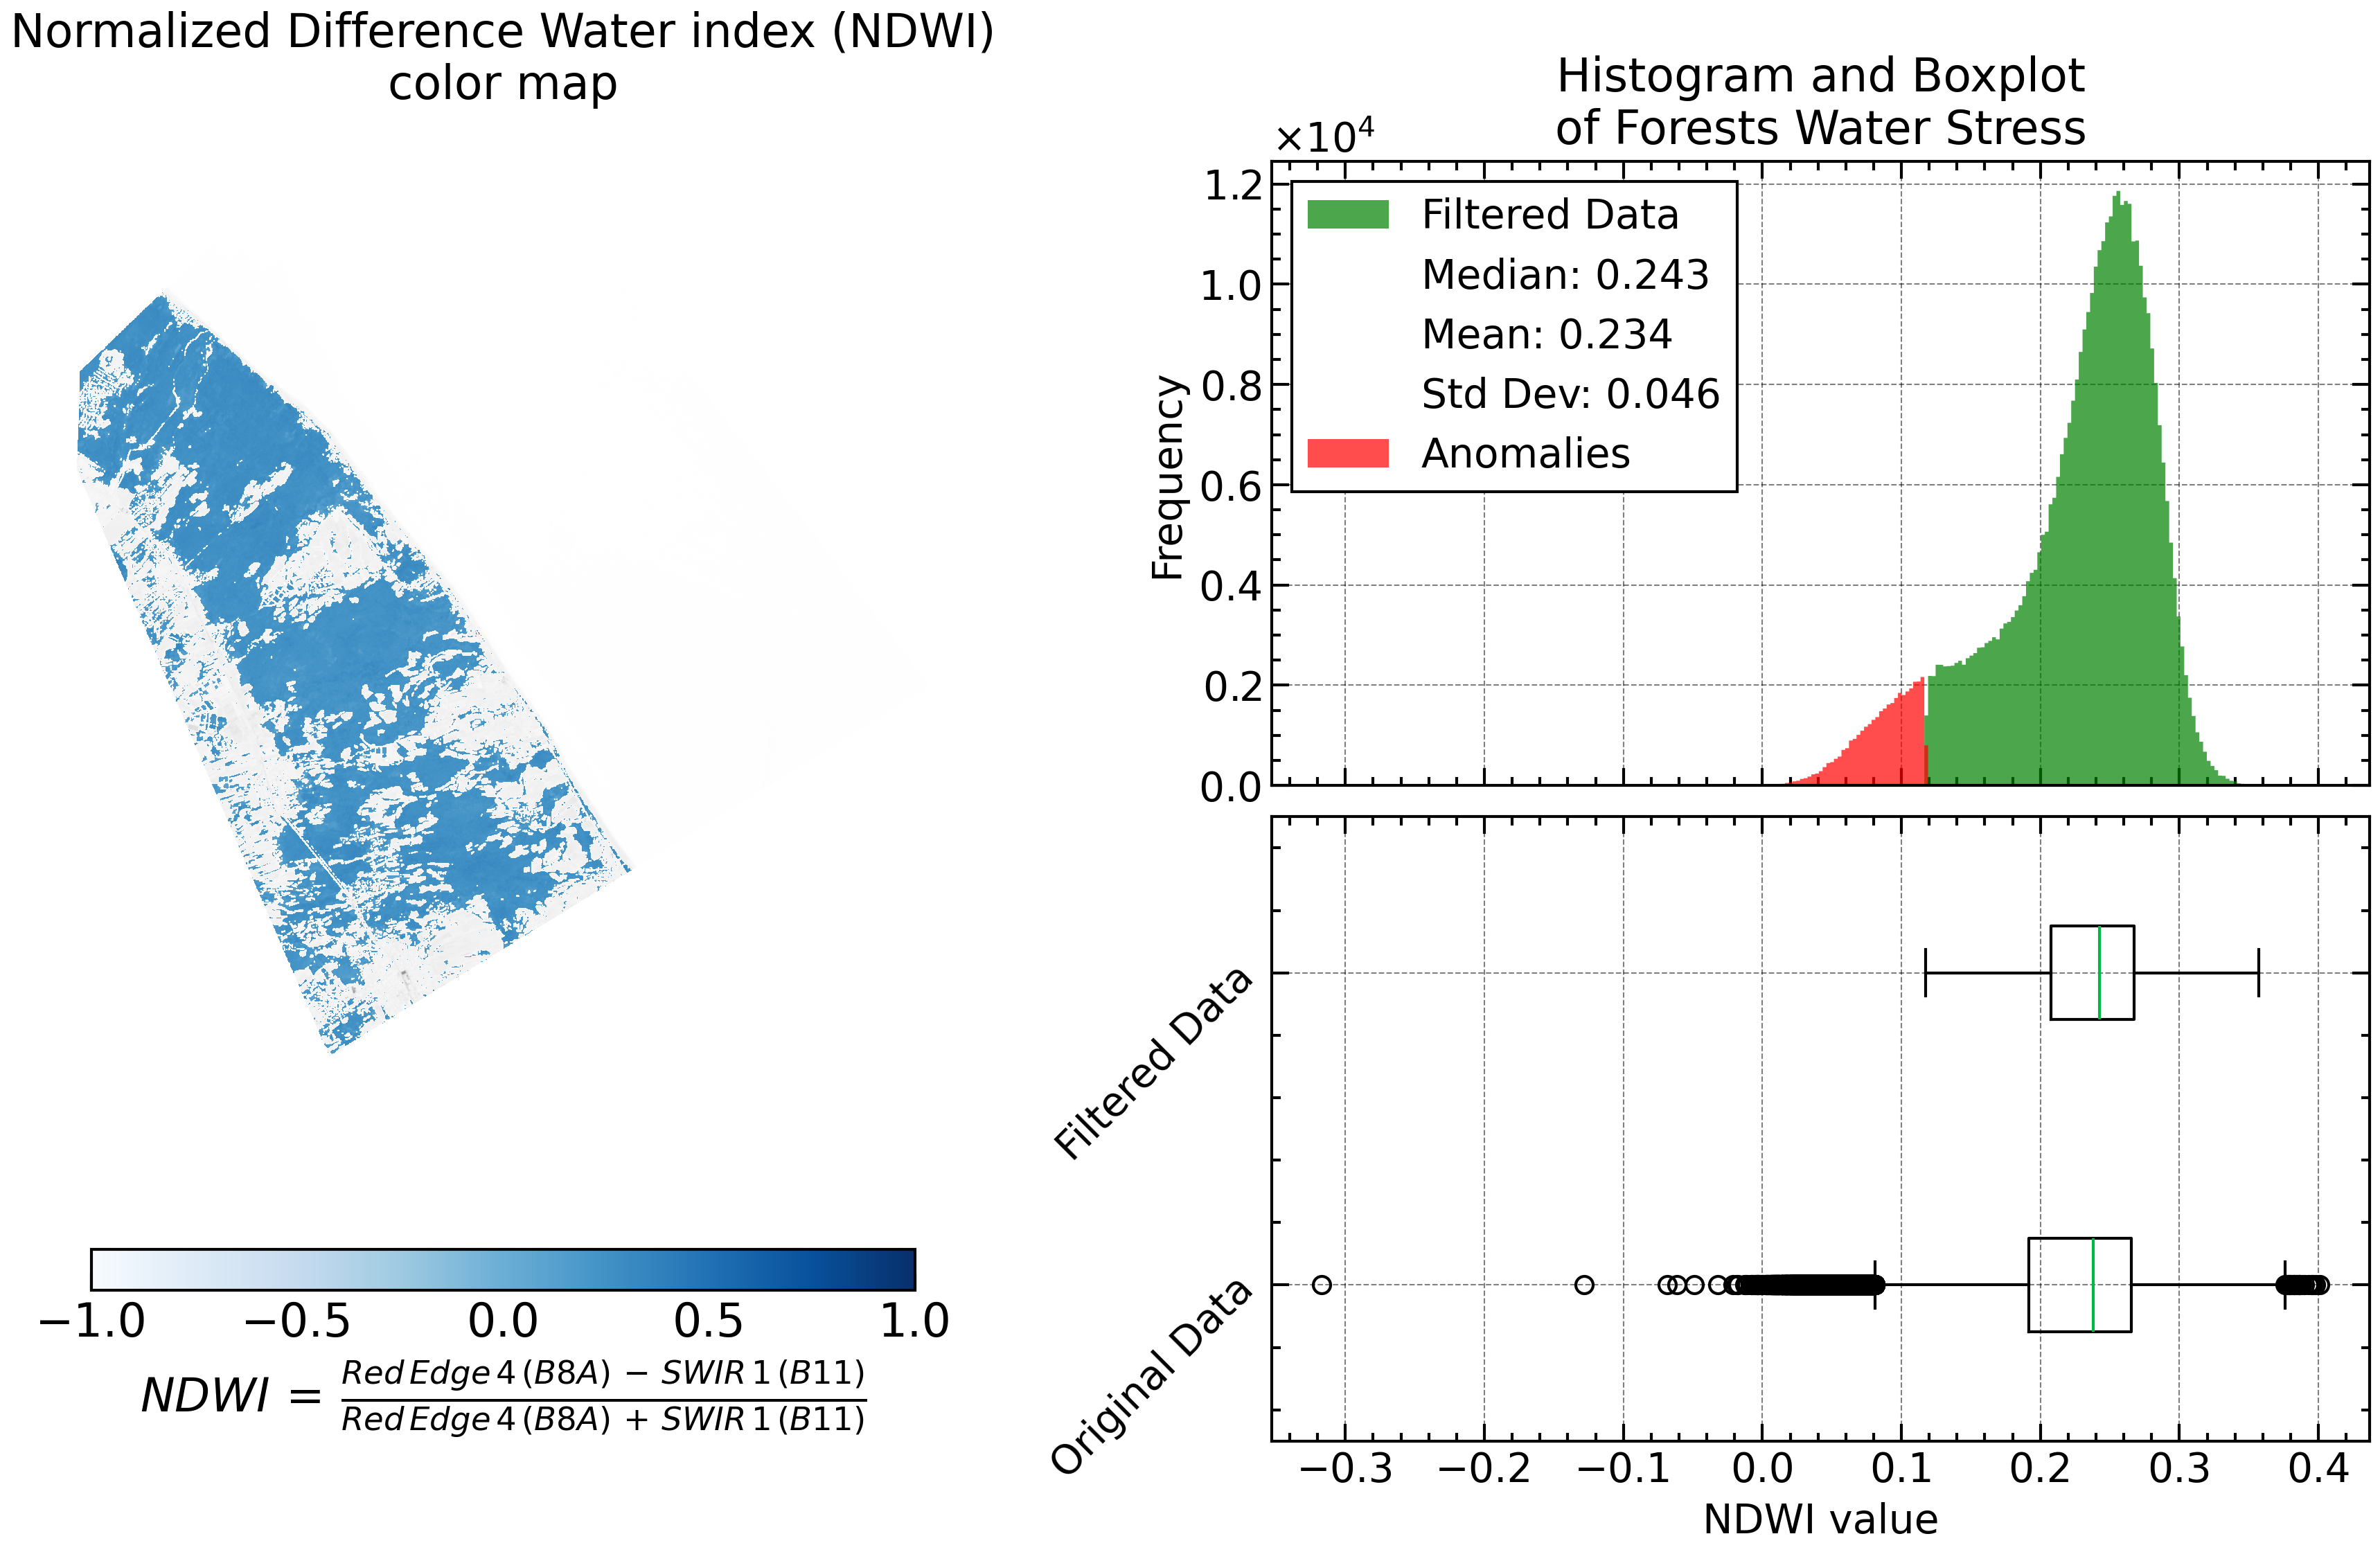 Normalized Difference Water index (NDWI)
color map
−1.0 −0.5 0.0 0.5 1.0
NDWI = Red Edge 4 (B8A) − SWIR 1 (B11)
Red Edge 4 (B8A) + SWIR 1 (B11)
Histogram and Boxplot
of Forests Water Stress
×10⁴
1.2
1.0
0.8
0.6
0.4
0.2
0.0
Frequency
Filtered Data
Median: 0.243
Mean: 0.234
Std Dev: 0.046
Anomalies
Filtered Data
Original Data
−0.3 −0.2 −0.1 0.0 0.1 0.2 0.3 0.4
NDWI value